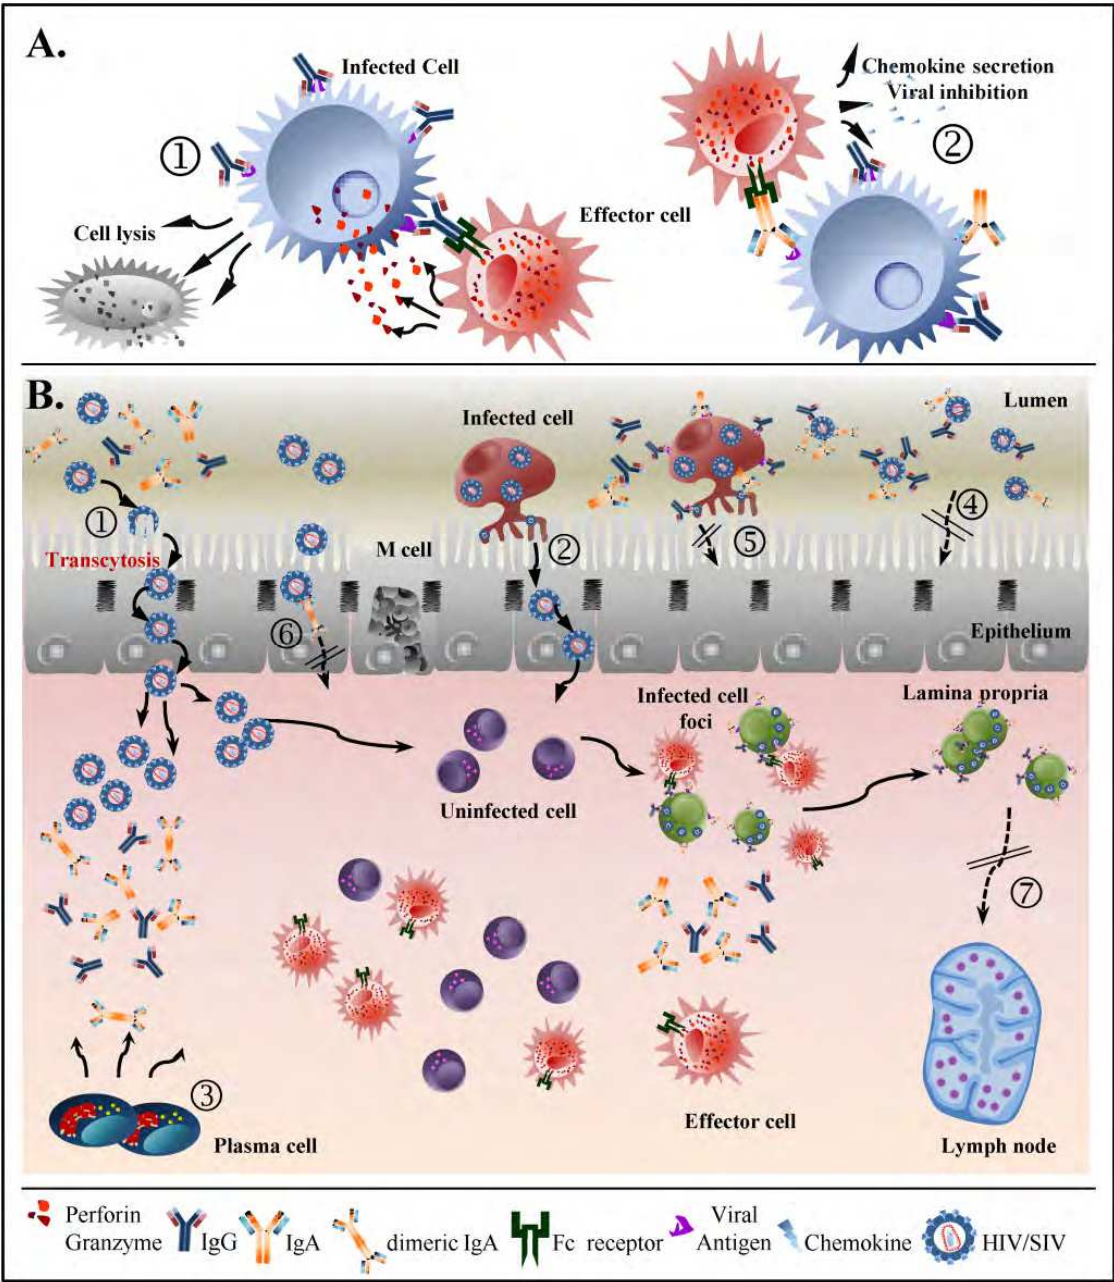 A.
Infected Cell
①
Cell lysis
Effector cell
Chemokine secretion
Viral inhibition
②
B.
Lumen
Infected cell
①
②
④
⑤
Transcytosis
M cell
⑥
Epithelium
Infected cell
foci
Lamina propria
Uninfected cell
⑦
③
Plasma cell
Effector cell
Lymph node
Perforin
Granzyme
IgG
IgA
dimeric IgA
Fc receptor
Viral
Antigen
Chemokine
HIV/SIV